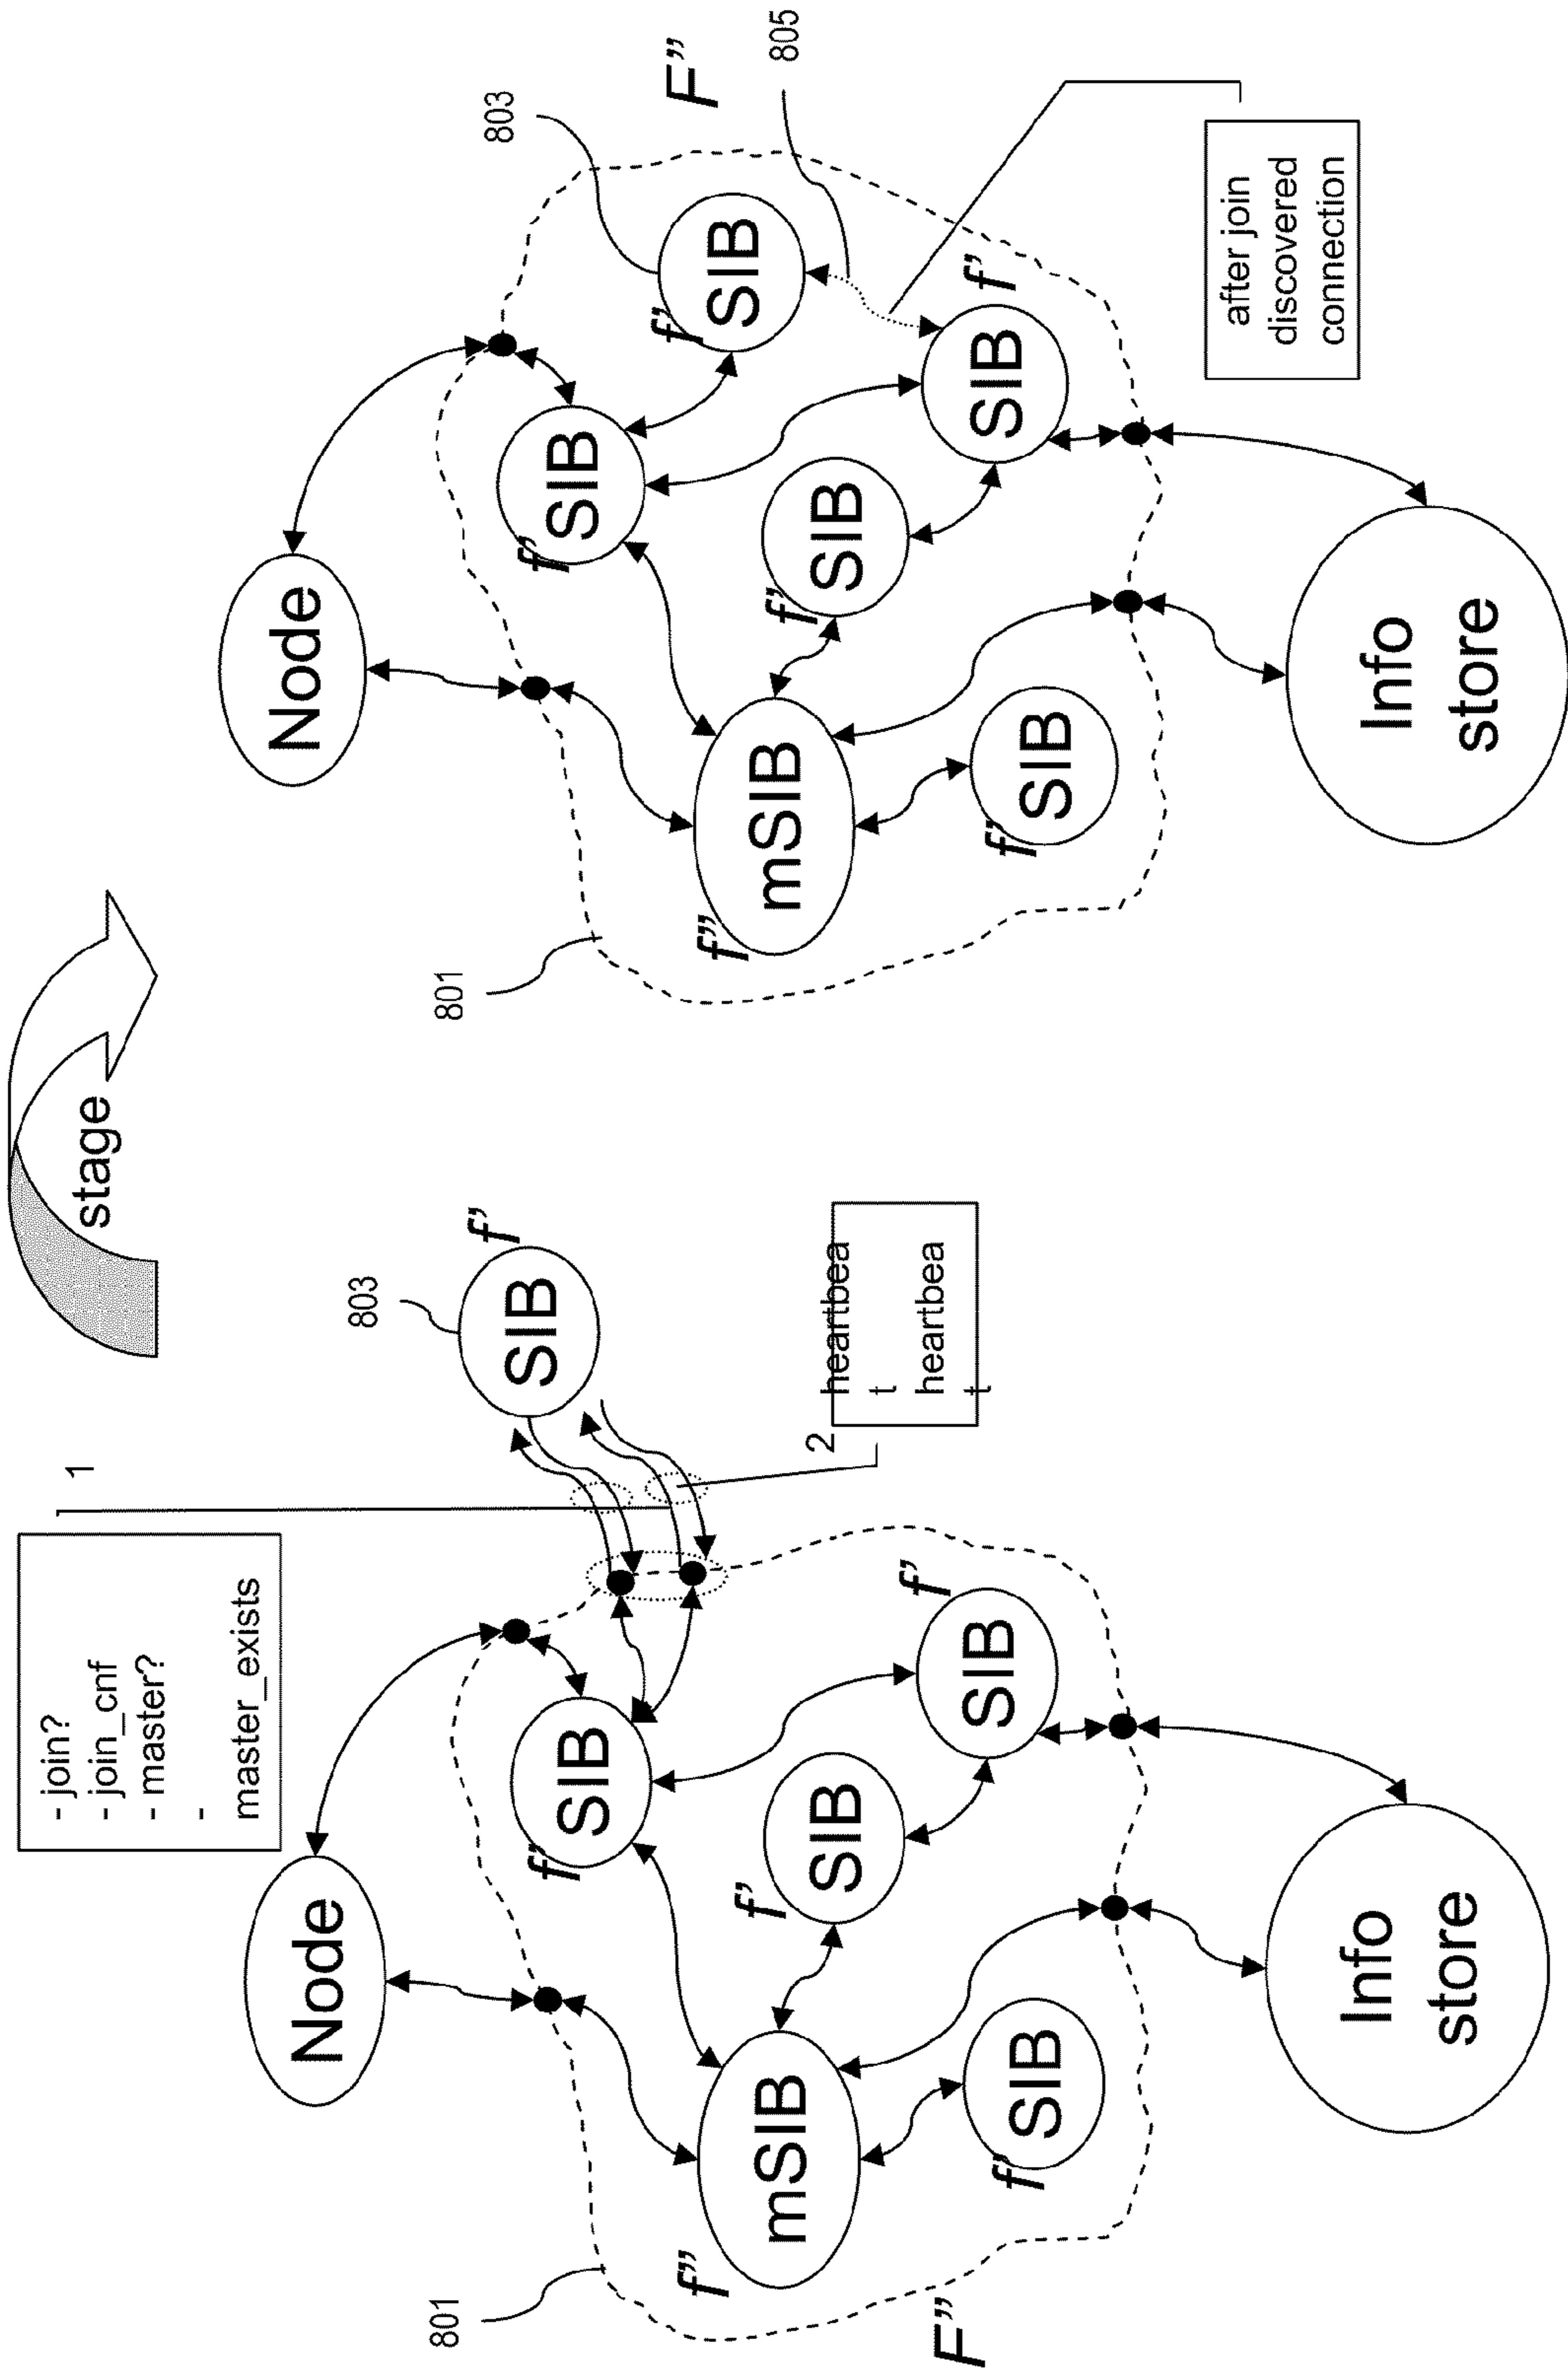 stage
- join?
- join_cnf
- master?
-
master_exists
1
803
f'
SIB
2
heartbea
t
heartbea
t
Node
801
f'
SIB
f'
SIB
f'
SIB
f''
mSIB
f'
SIB
F''
Info
store
Node
801
803
F''
805
f'
SIB
f'
SIB
f'
SIB
f'
SIB
f''
mSIB
f'
SIB
after join
discovered
connection
Info
store